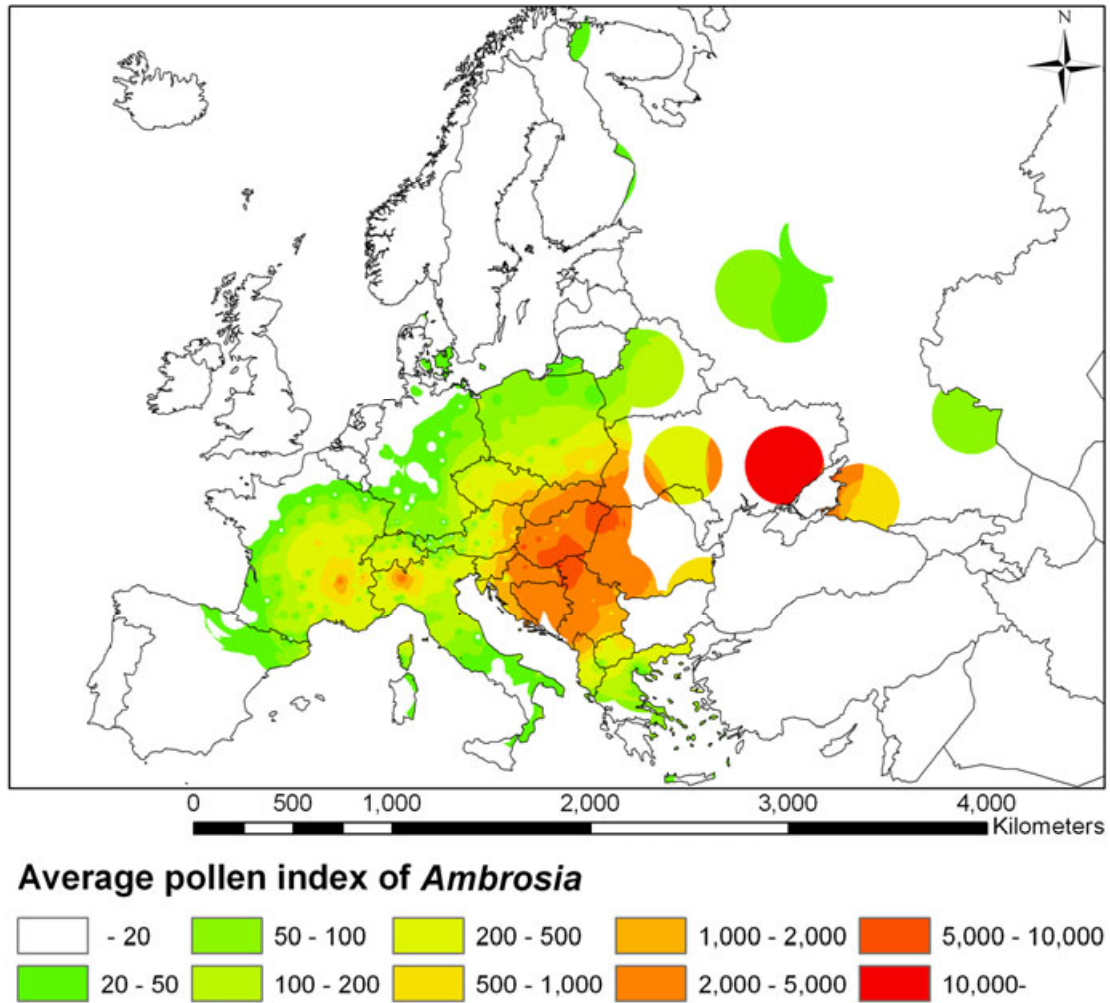 N
0 500 1,000 2,000 3,000 4,000
Kilometers
Average pollen index of Ambrosia
- 20 50 - 100 200 - 500 1,000 - 2,000 5,000 - 10,000
20 - 50 100 - 200 500 - 1,000 2,000 - 5,000 10,000-